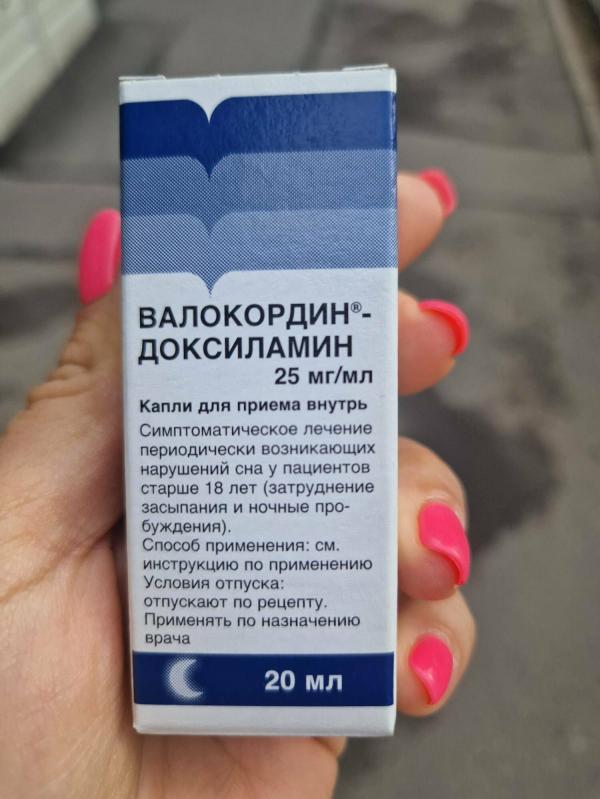 ВАЛОКОРДИН®-
ДОКСИЛАМИН
25 мг/мл
Капли для приема внутрь
Симптоматическое лечение
периодически возникающих
нарушений сна у пациентов
старше 18 лет (затруднение
засыпания и ночные про-
буждения).
Способ применения: см.
инструкцию по применению
Условия отпуска:
отпускают по рецепту.
Применять по назначению
врача
20 мл